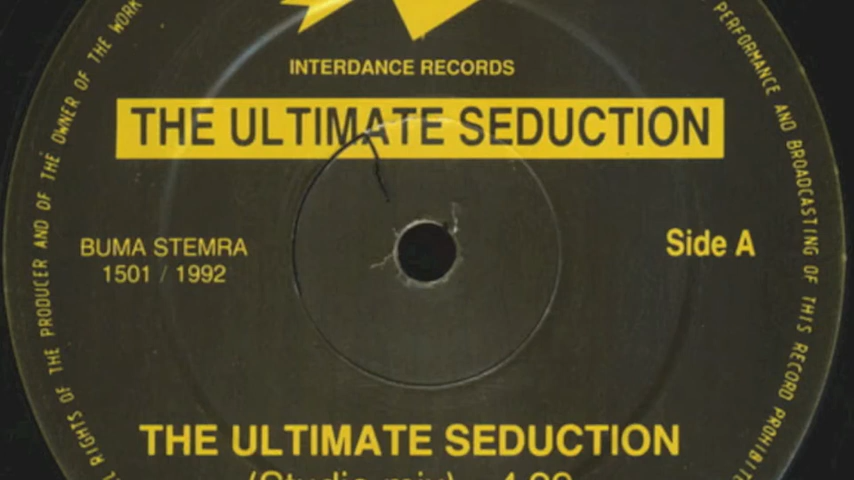 INTERDANCE RECORDS
THE ULTIMATE SEDUCTION
BUMA STEMRA
1501 / 1992
Side A
THE ULTIMATE SEDUCTION
RIGHTS OF THE PRODUCER AND OF THE OWNER OF THE WORK
PERFORMANCE AND BROADCASTING OF THIS RECORD PROHIBITE